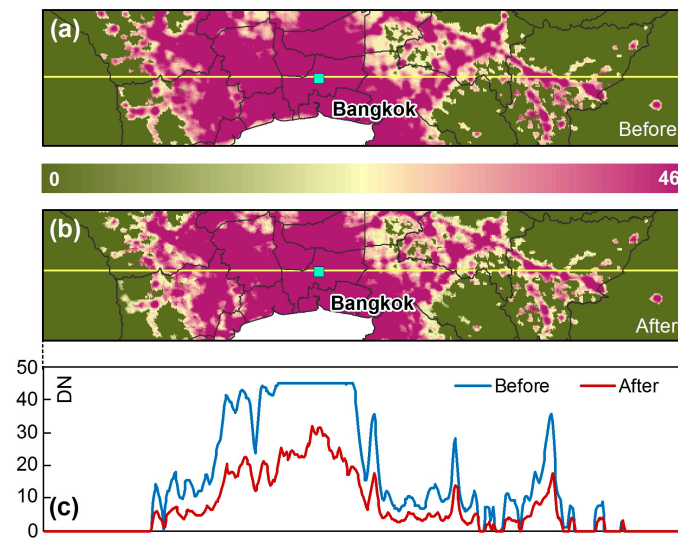 (a)
Bangkok
Before
0 46
(b)
Bangkok
After
50
40
30
20
10
0
DN
Before After
(c)